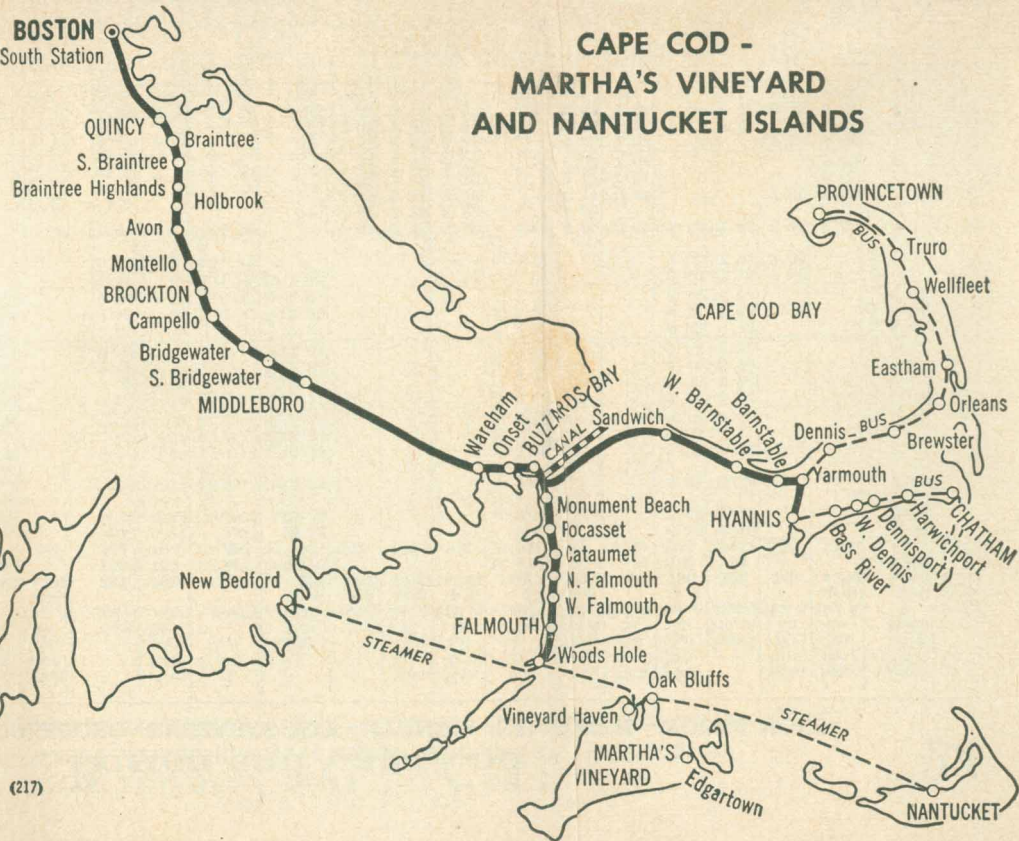 CAPE COD -
MARTHA'S VINEYARD
AND NANTUCKET ISLANDS
BOSTON
South Station
QUINCY
Braintree
S. Braintree
Braintree Highlands
Holbrook
Avon
Montello
BROCKTON
Campello
Bridgewater
S. Bridgewater
MIDDLEBORO
Wareham
Onset
BUZZARDS BAY
CANAL
Sandwich
W. Barnstable
Barnstable
Yarmouth
HYANNIS
PROVINCETOWN
BUS
Truro
Wellfleet
CAPE COD BAY
Eastham
Orleans
Brewster
BUS
Dennis
BUS
CHATHAM
Harwichport
Dennisport
W. Dennis
Bass River
Monument Beach
Pocasset
Cataumet
N. Falmouth
W. Falmouth
FALMOUTH
Woods Hole
New Bedford
STEAMER
Oak Bluffs
Vineyard Haven
MARTHA'S
VINEYARD
Edgartown
STEAMER
NANTUCKET
(217)